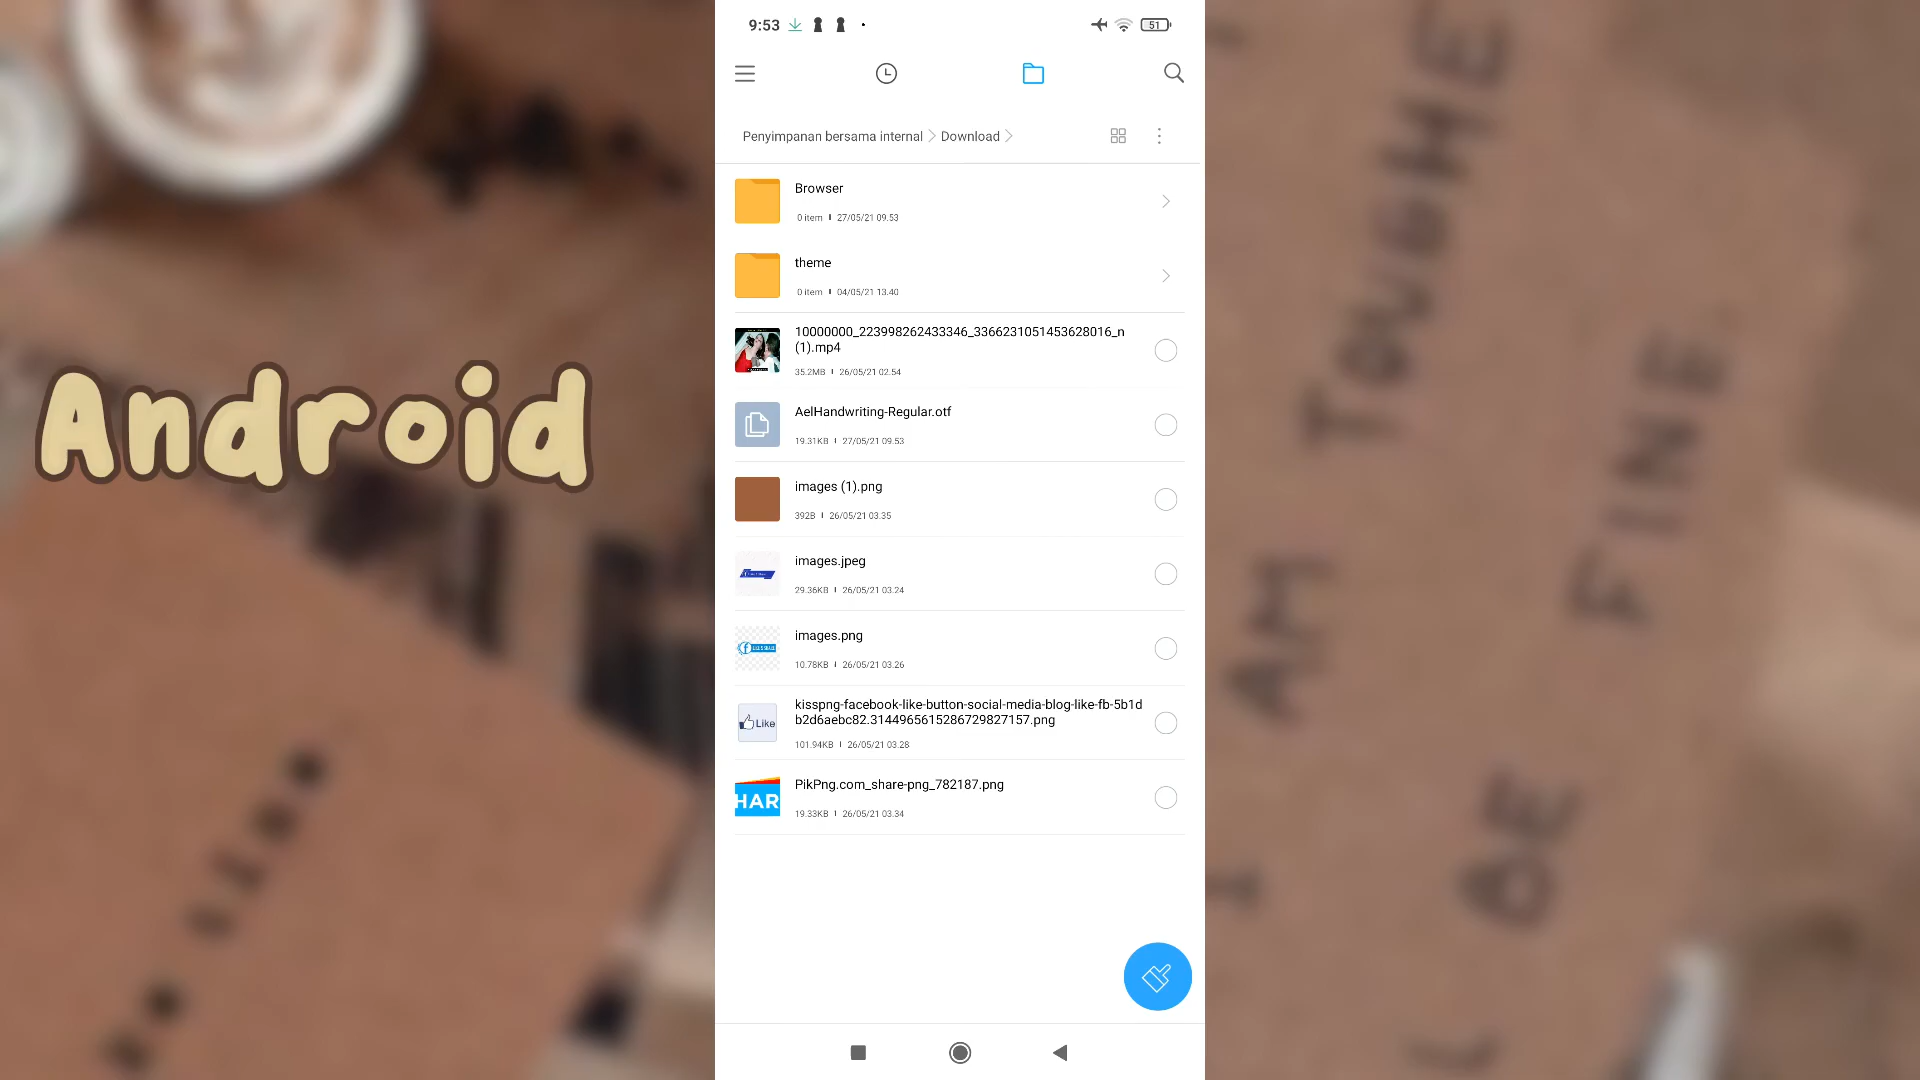 Android
9:53
51
Penyimpanan bersama internal
Download
Browser
0 item
27/05/21 09.53
theme
0 item
04/05/21 13.40
10000000_223998262433346_3366231051453628016_n
(1).mp4
35.2MB
26/05/21 02.54
AelHandwriting-Regular.otf
19.31KB
27/05/21 09.53
images (1).png
392B
26/05/21 03.35
images.jpeg
29.36KB
26/05/21 03.24
images.png
10.78KB
26/05/21 03.26
Like
kisspng-facebook-like-button-social-media-blog-like-fb-5b1d
b2d6aebc82.3144965615286729827157.png
101.94KB
26/05/21 03.28
HAR
PikPng.com_share-png_782187.png
19.33KB
26/05/21 03.34
AM TOUGHE
BE FINE